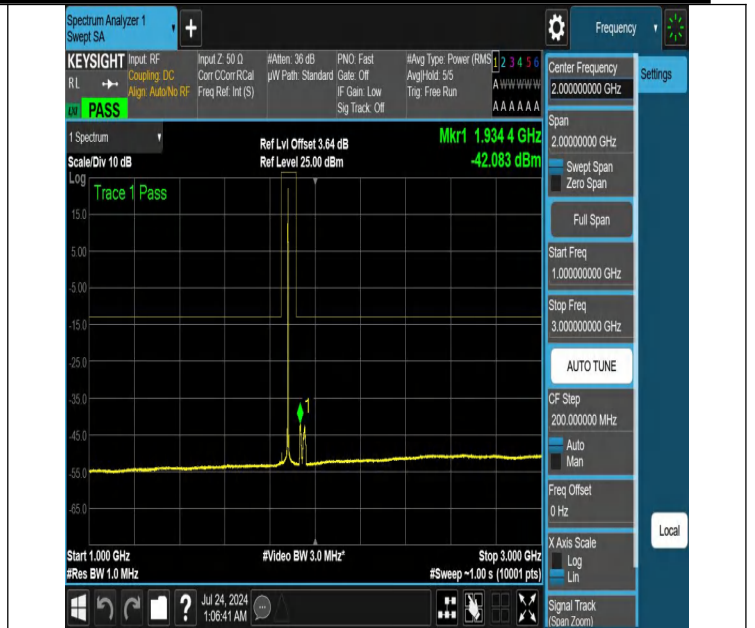 Spectrum Analyzer 1
Swept SA
+
Frequency
KEYSIGHT
RL
PASS
Input: RF
Coupling: DC
Align: Auto/No RF
Input Z: 50 Ω
Corr CCorr RCal
Freq Ref: Int (S)
#Atten: 36 dB
µW Path: Standard
PNO: Fast
Gate: Off
IF Gain: Low
Sig Track: Off
#Avg Type: Power (RMS
Avg|Hold: 5/5
Trig: Free Run
1 2 3 4 5 6
A W W W W W
A A A A A A
1 Spectrum
Scale/Div 10 dB
Ref Lvl Offset 3.64 dB
Ref Level 25.00 dBm
Mkr1 1.934 4 GHz
-42.083 dBm
Log
Trace 1 Pass
15.0
5.00
-5.00
-15.0
-25.0
-35.0
-45.0
-55.0
-65.0
1
Start 1.000 GHz
#Res BW 1.0 MHz
#Video BW 3.0 MHz*
Stop 3.000 GHz
#Sweep ~1.00 s (10001 pts)
Jul 24, 2024
1:06:41 AM
?
Center Frequency
2.000000000 GHz
Settings
Span
2.00000000 GHz
Swept Span
Zero Span
Full Span
Start Freq
1.000000000 GHz
Stop Freq
3.000000000 GHz
AUTO TUNE
CF Step
200.000000 MHz
Auto
Man
Freq Offset
0 Hz
X Axis Scale
Log
Lin
Signal Track
(Span Zoom)
Local